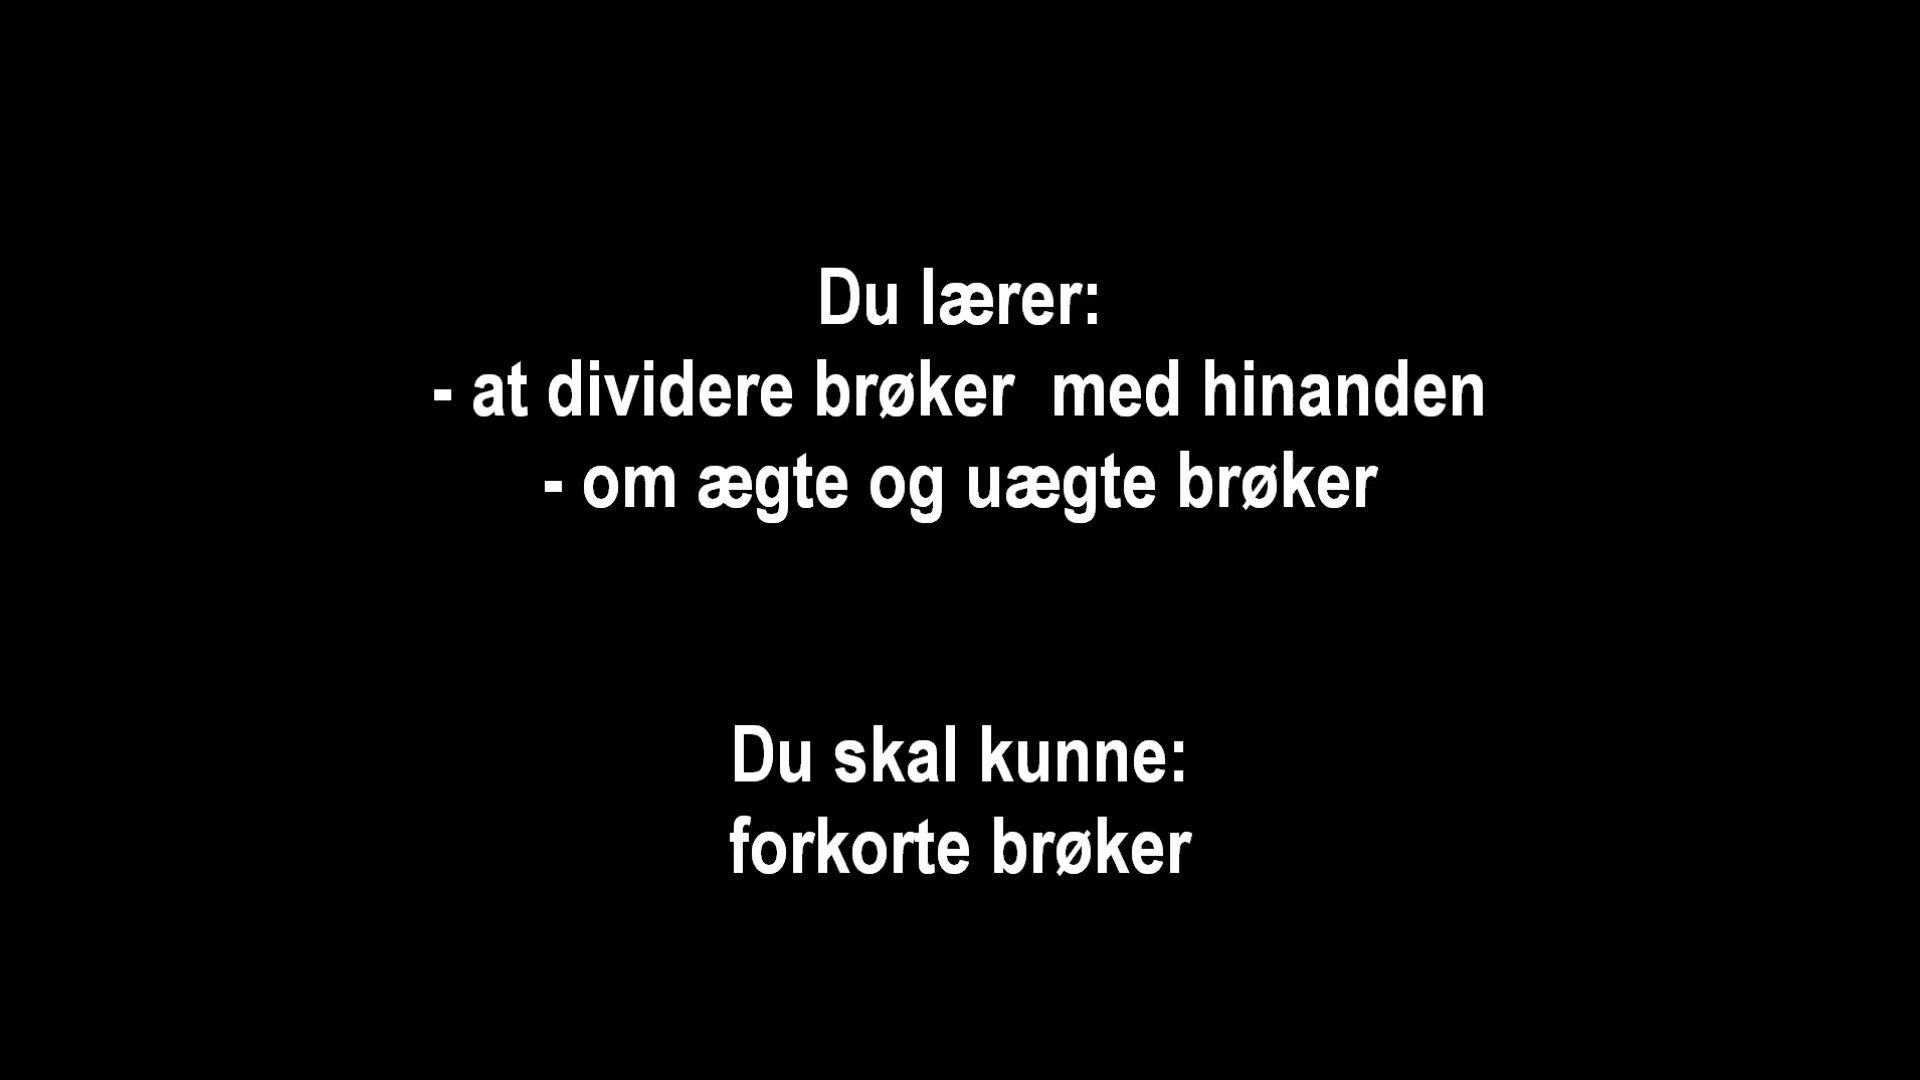 Du lærer:
- at dividere brøker  med hinanden
- om ægte og uægte brøker
Du skal kunne:
forkorte brøker